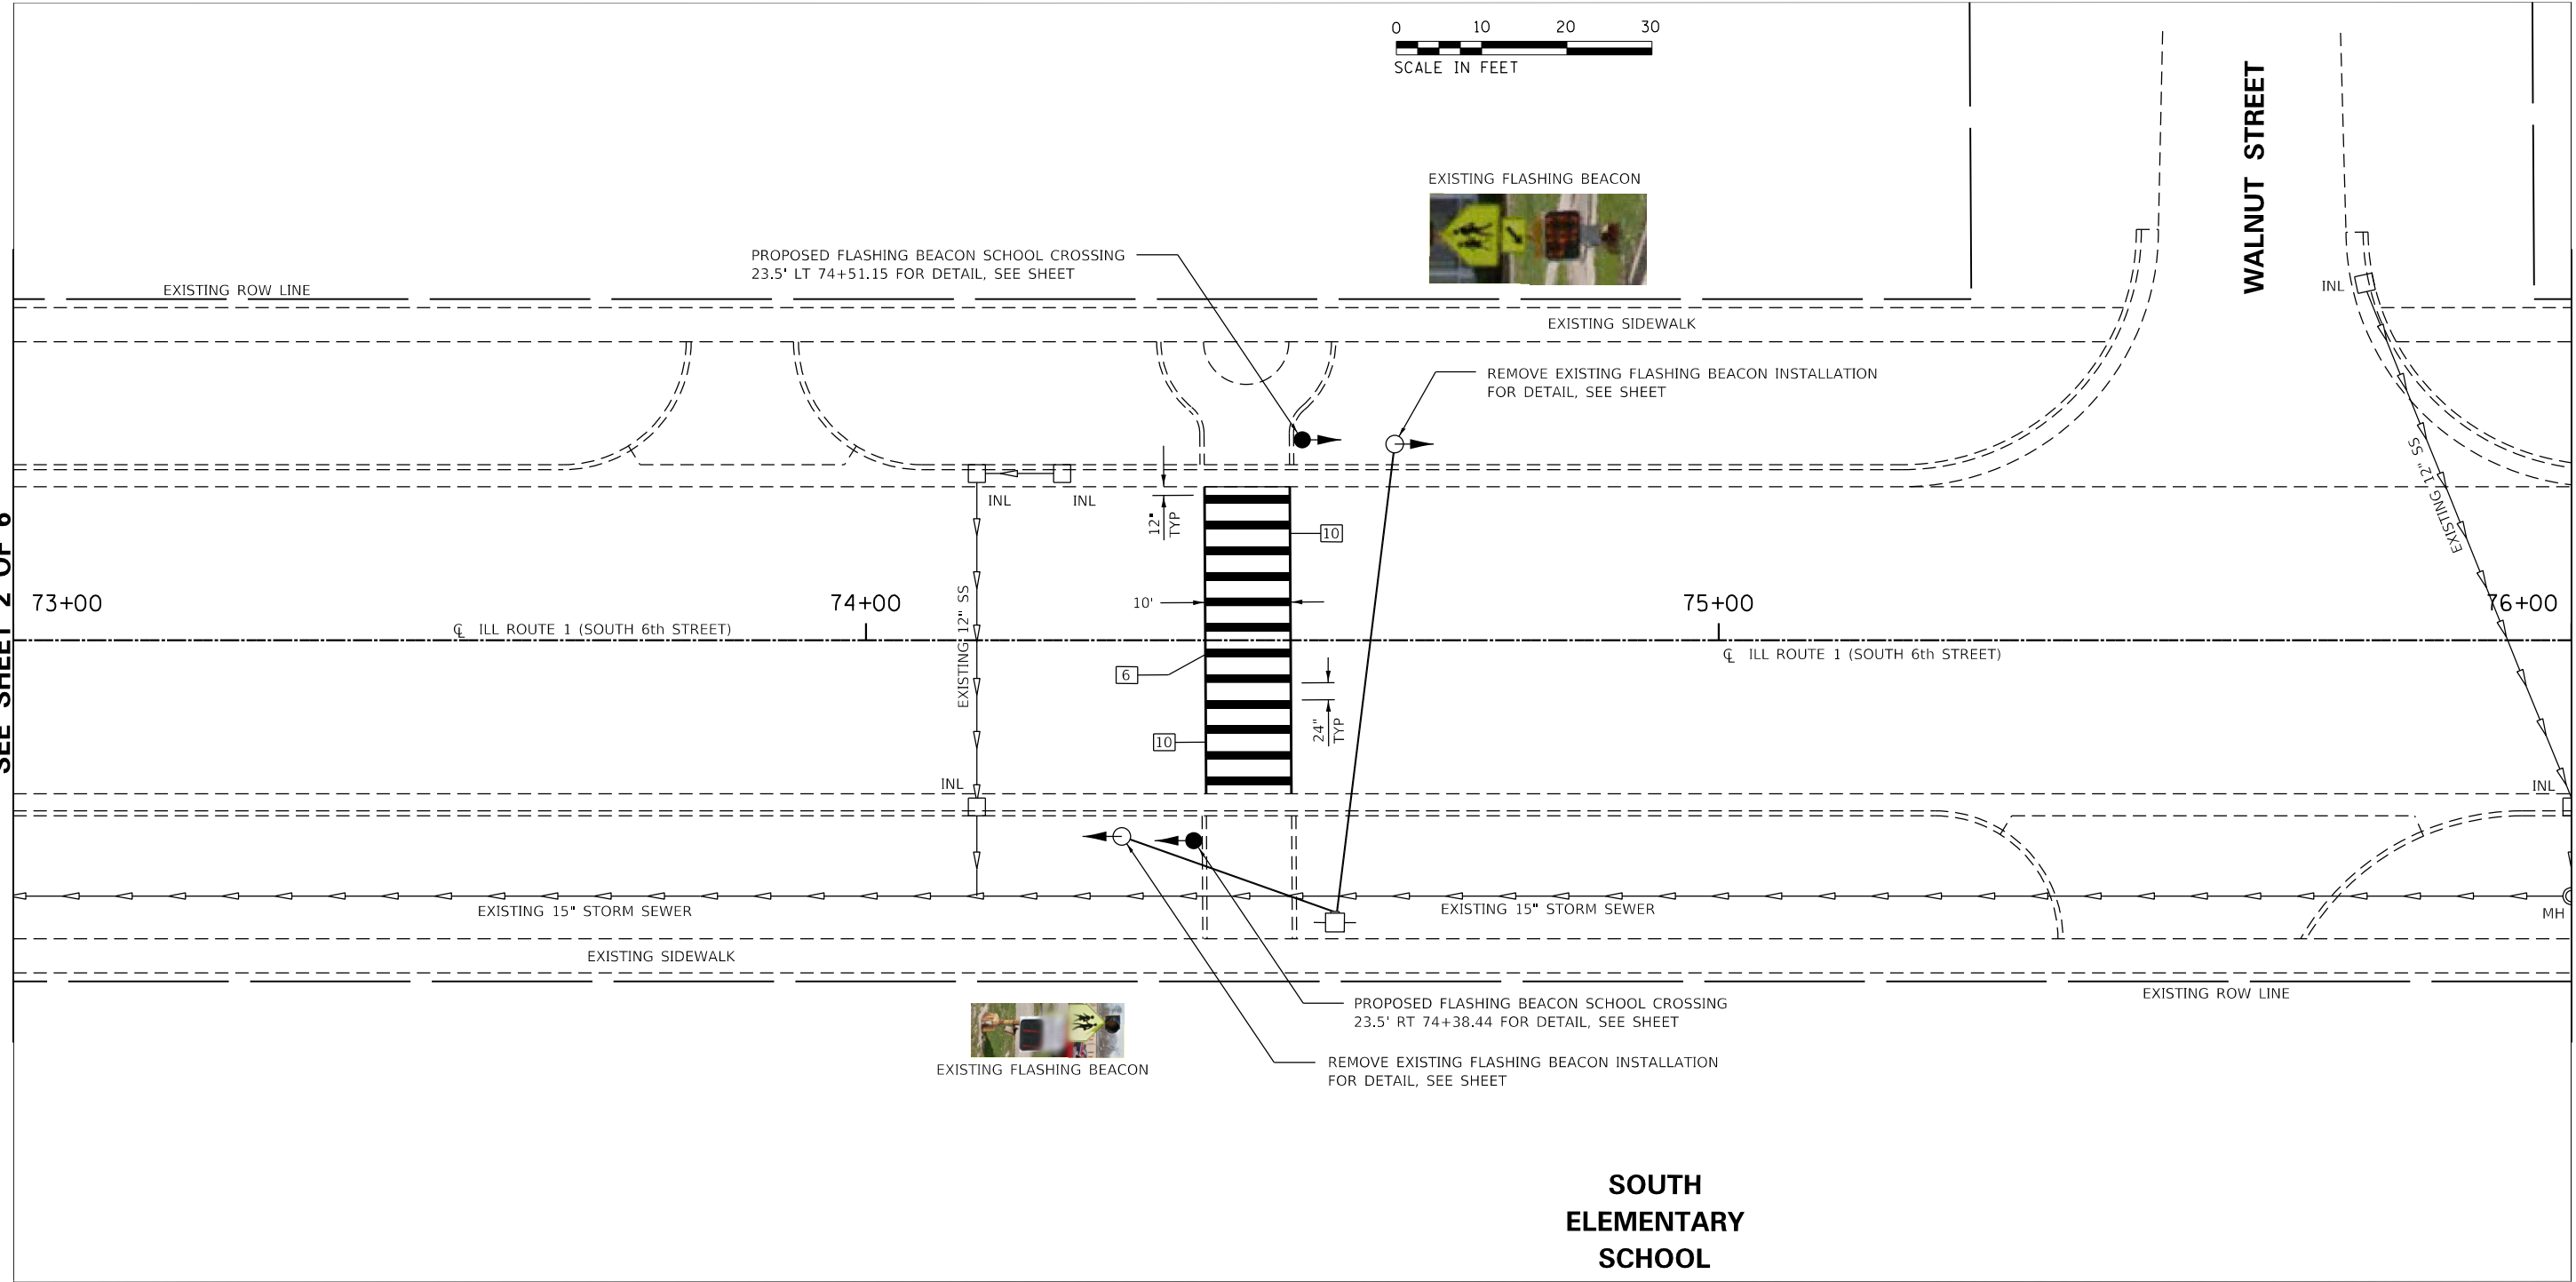 0 10 20 30
SCALE IN FEET
WALNUT STREET
EXISTING FLASHING BEACON
PROPOSED FLASHING BEACON SCHOOL CROSSING
23.5' LT 74+51.15 FOR DETAIL, SEE SHEET
EXISTING ROW LINE
INL
EXISTING SIDEWALK
REMOVE EXISTING FLASHING BEACON INSTALLATION
FOR DETAIL, SEE SHEET
EXISTING 12" SS
INL
INL
12"
TYP
10
SEE SHEET 2 OF 6
73+00
74+00
10'
75+00
76+00
℄ ILL ROUTE 1 (SOUTH 6th STREET)
EXISTING 12" SS
℄ ILL ROUTE 1 (SOUTH 6th STREET)
6
24"
TYP
10
INL
INL
EXISTING 15" STORM SEWER
EXISTING 15" STORM SEWER
MH
EXISTING SIDEWALK
EXISTING ROW LINE
PROPOSED FLASHING BEACON SCHOOL CROSSING
23.5' RT 74+38.44 FOR DETAIL, SEE SHEET
EXISTING FLASHING BEACON
REMOVE EXISTING FLASHING BEACON INSTALLATION
FOR DETAIL, SEE SHEET
SOUTH
ELEMENTARY
SCHOOL